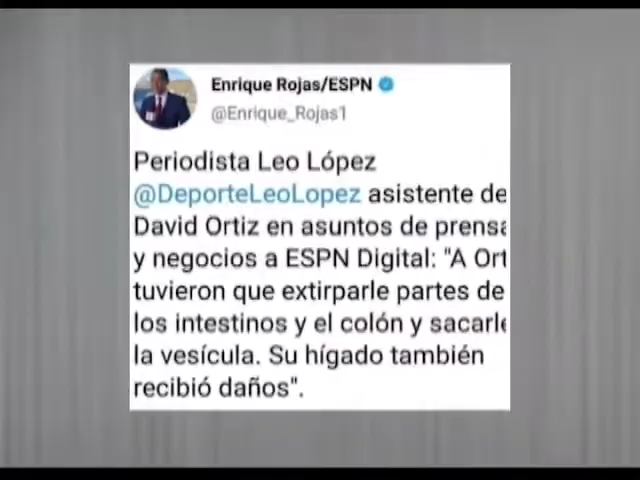 Enrique Rojas/ESPN
@Enrique_Rojas1
Periodista Leo López
@DeporteLeoLopez asistente de
David Ortiz en asuntos de prensa
y negocios a ESPN Digital: "A Ort
tuvieron que extirparle partes de
los intestinos y el colón y sacarle
la vesícula. Su hígado también
recibió daños".